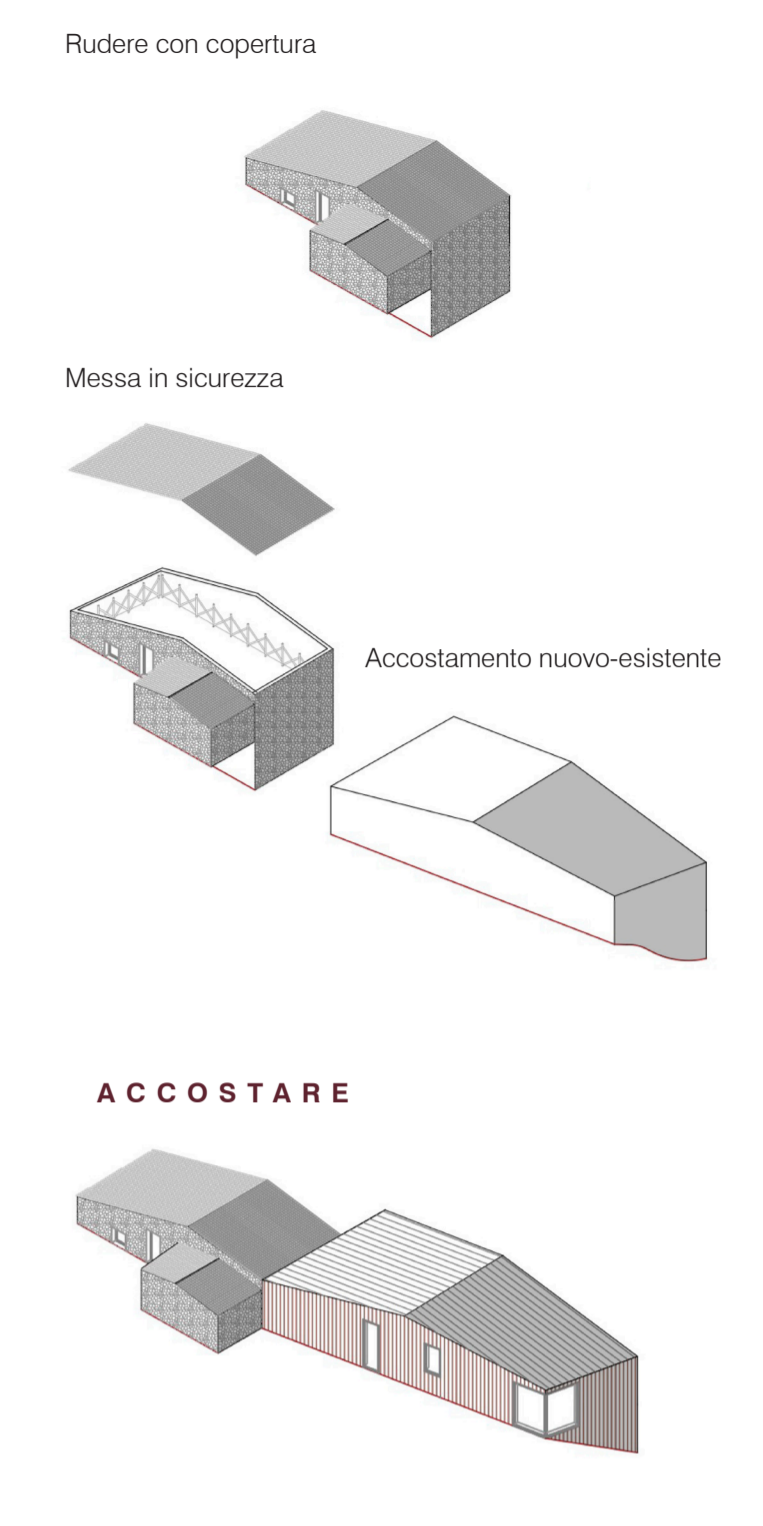 Rudere con copertura
Messa in sicurezza
Accostamento nuovo-esistente
ACCOSTARE